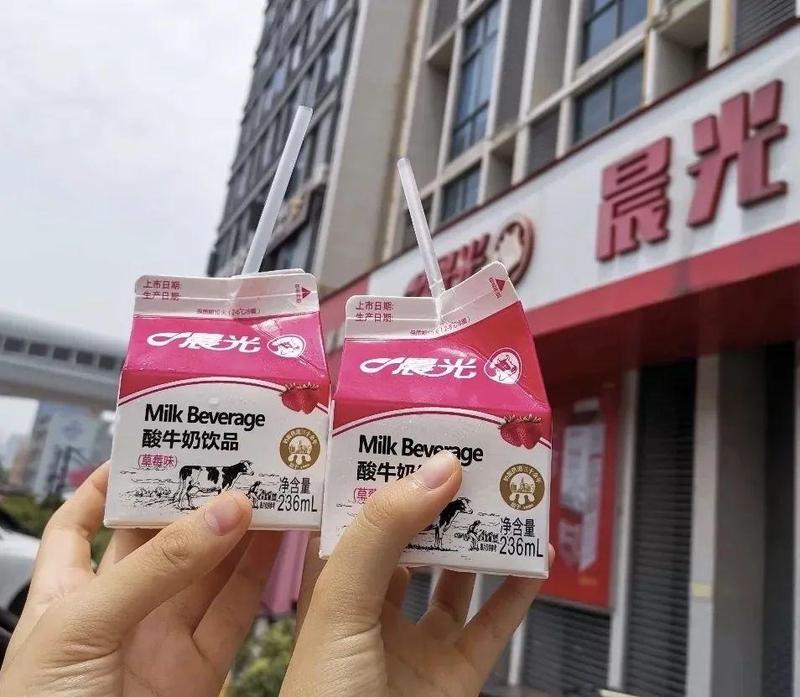 晨光
晨光
上市日期:
生产日期:
晨光
Milk Beverage
酸牛奶饮品
(草莓味)
净含量
236mL
上市日期:
生产日期:
晨光
Milk Beverage
酸牛奶
净含量
236mL